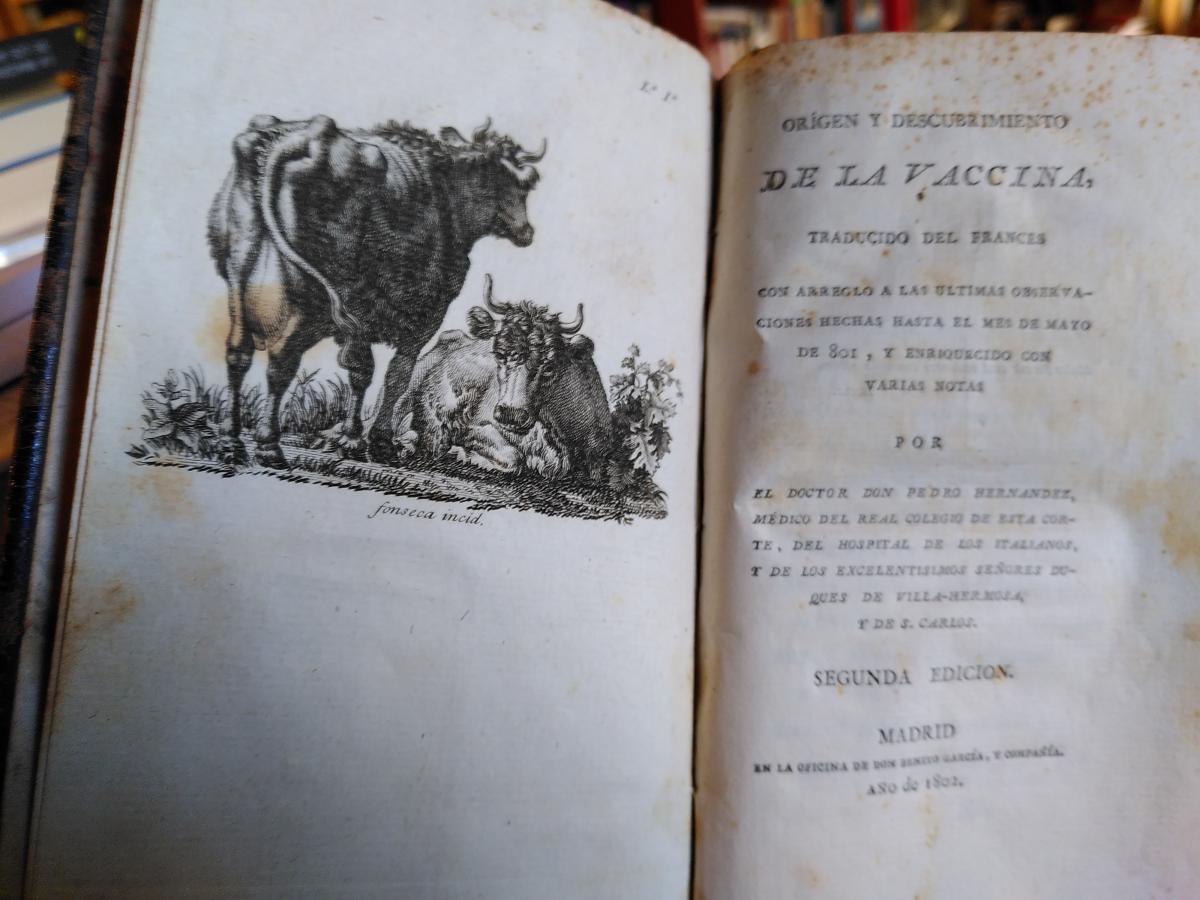 L.ª I.ª
fonseca incid.
ORÍGEN Y DESCUBRIMIENTO
DE LA VACCINA,
TRADUCIDO DEL FRANCES
CON ARREGLO A LAS ULTIMAS OBSERVA-
CIONES HECHAS HASTA EL MES DE MAYO
DE 801, Y ENRIQUECIDO CON
VARIAS NOTAS
POR
EL DOCTOR DON PEDRO HERNANDEZ,
MÉDICO DEL REAL COLEGIO DE ESTA COR-
TE, DEL HOSPITAL DE LOS ITALIANOS,
Y DE LOS EXCELENTISIMOS SEÑORES DU-
QUES DE VILLA-HERMOSA,
Y DE S. CARLOS.
SEGUNDA EDICION.
MADRID
EN LA OFICINA DE DON BENITO GARCÍA, Y COMPAÑÍA.
AÑO de 1802.